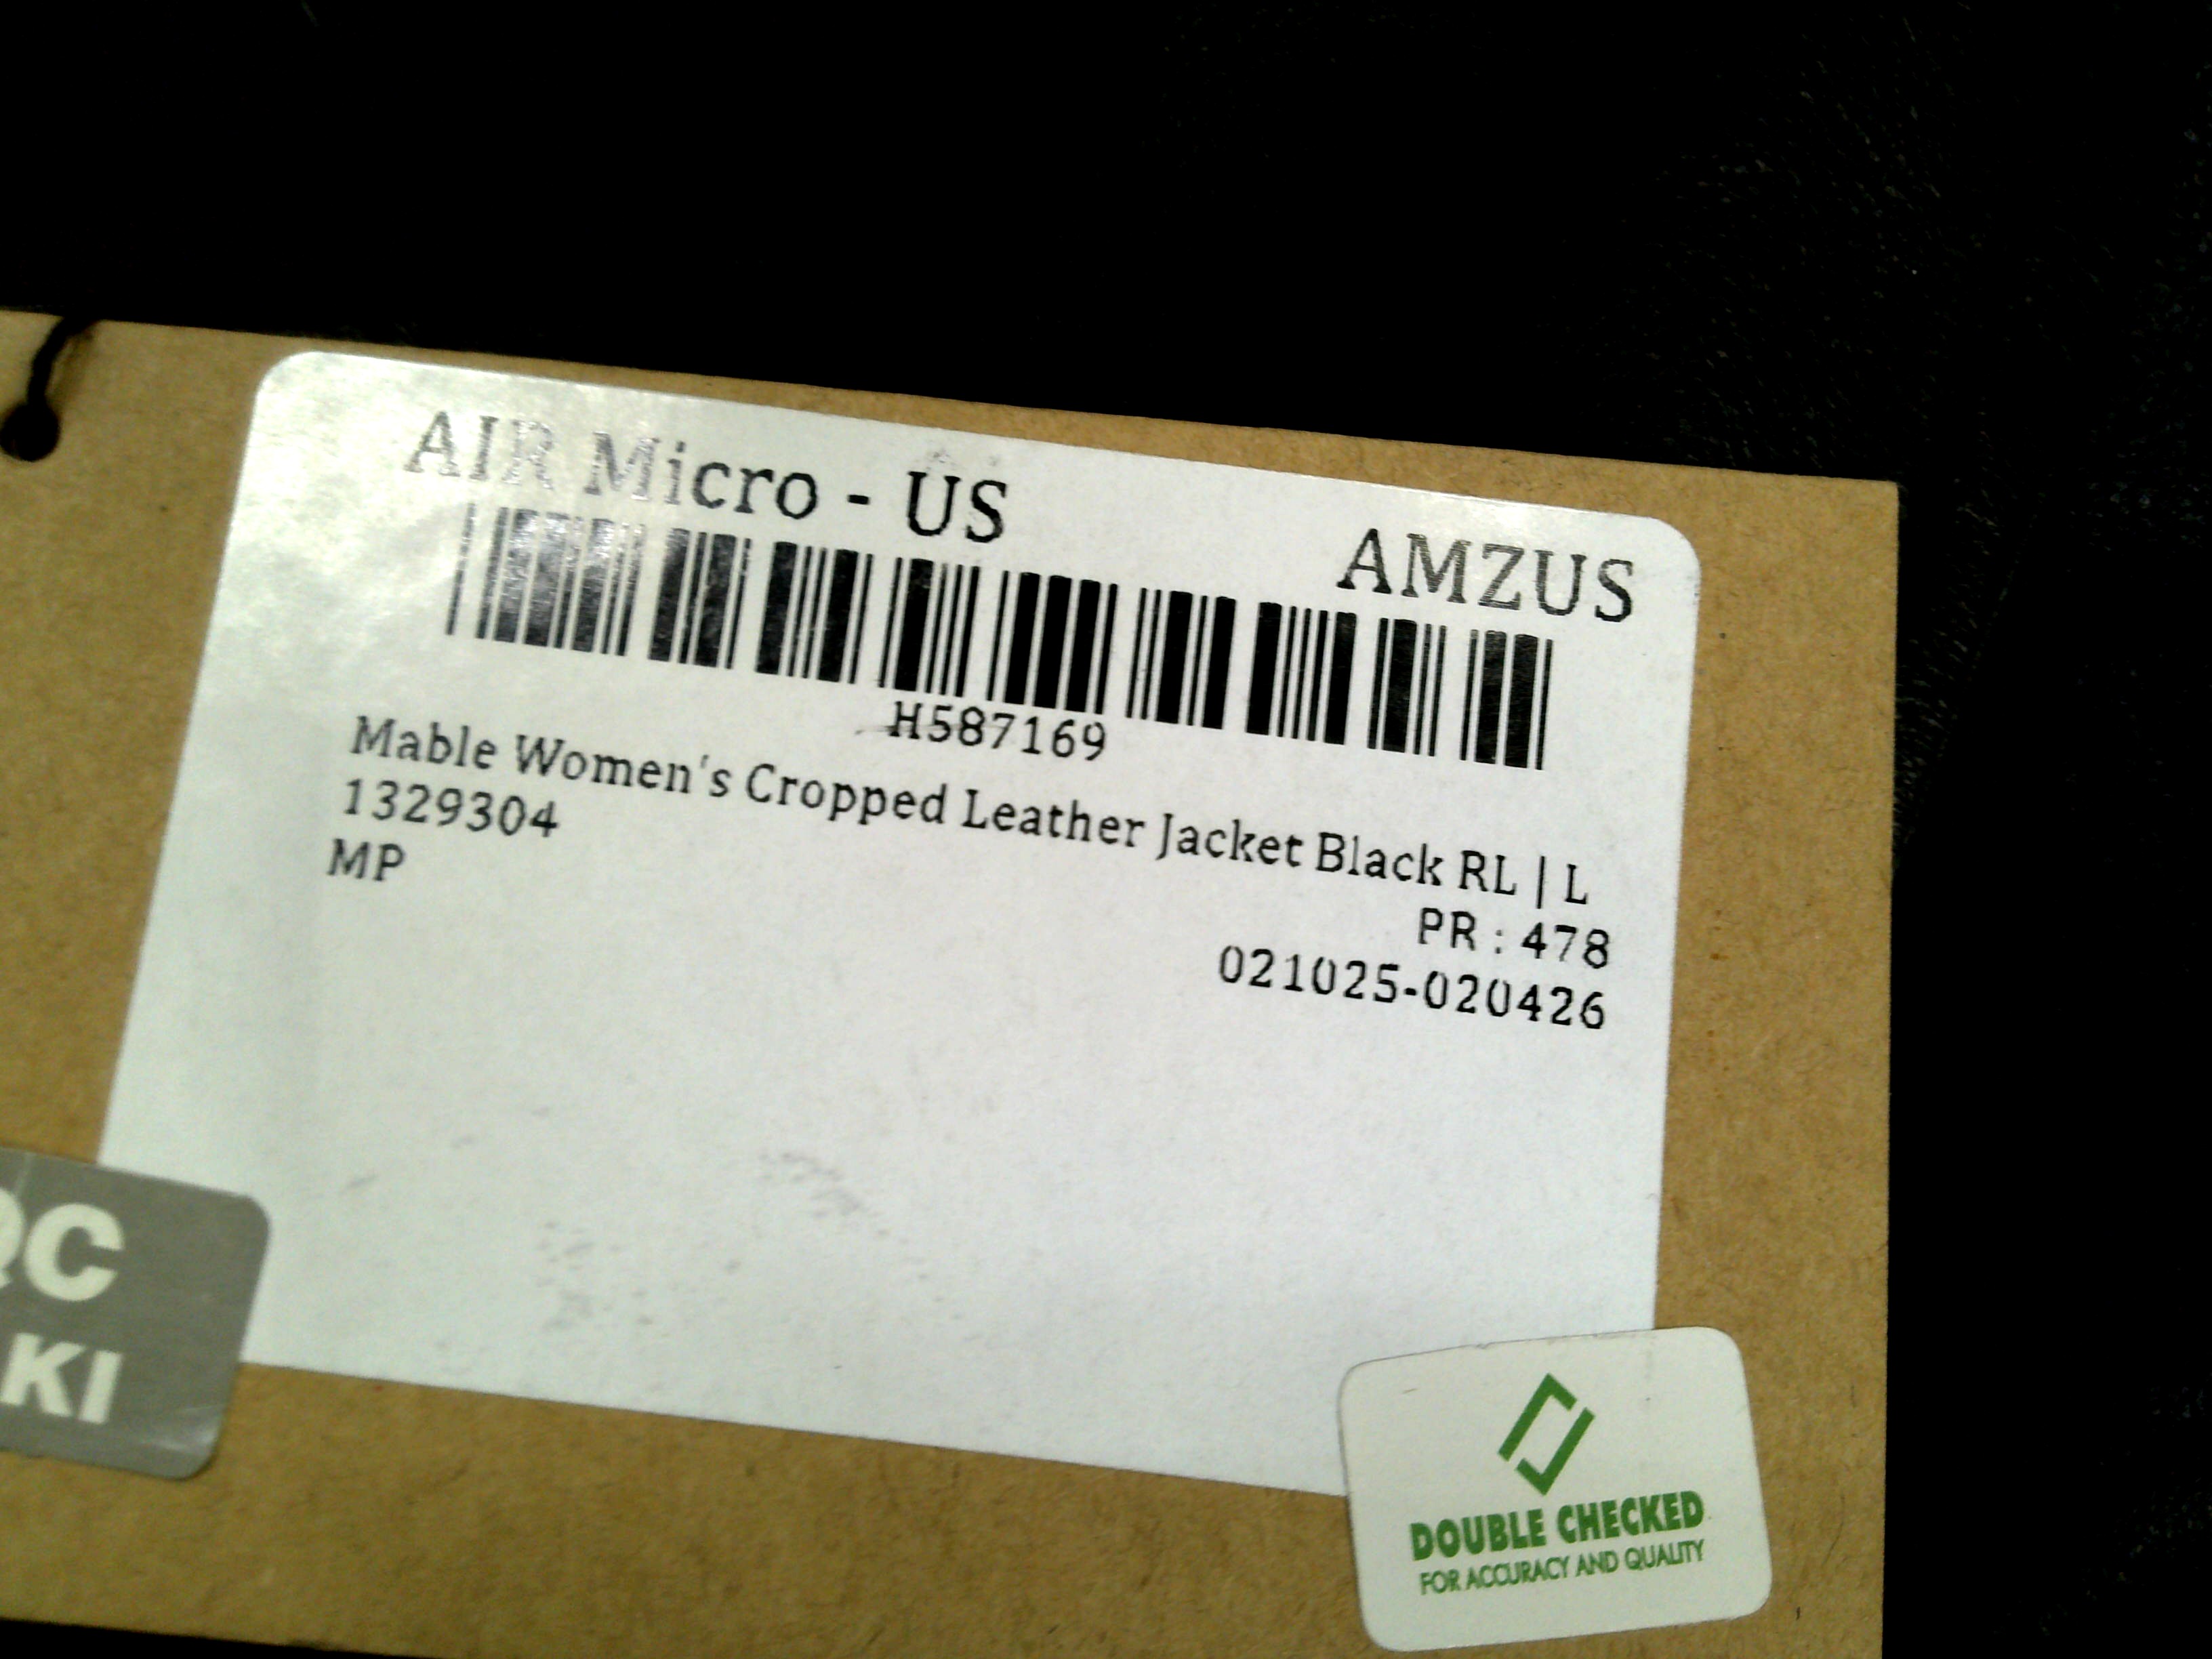 AIR Micro - US
AMZUS
H587169
Mable Women's Cropped Leather Jacket Black RL | L
1329304
MP
PR : 478
021025-020426
QC
KI
DOUBLE CHECKED
FOR ACCURACY AND QUALITY